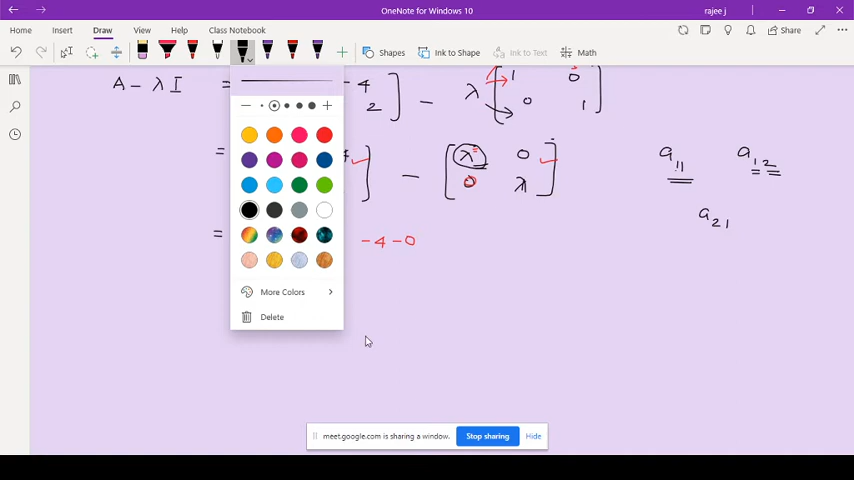 OneNote for Windows 10
rajee j
Home Insert Draw View Help Class Notebook
Share
Shapes Ink to Shape Ink to Text Math
A - λ I = -4 - λ 1 0
2 0 1
= - λ 0 a11 a12
0 λ
a21
= -4-0
More Colors
Delete
meet.google.com is sharing a window. Stop sharing Hide